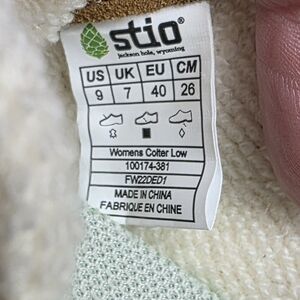 stio®
jackson hole, wyoming
US UK EU CM
9 7 40 26
Womens Colter Low
100174-381
FW22DED1
MADE IN CHINA
FABRIQUE EN CHINE